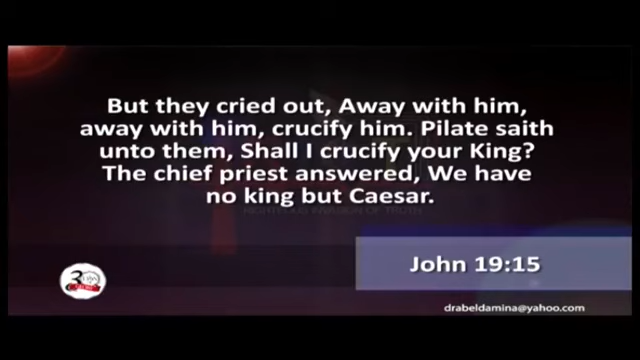 But they cried out, Away with him,
away with him, crucify him. Pilate saith
unto them, Shall I crucify your King?
The chief priest answered, We have
no king but Caesar.
John 19:15
drabeldamina@yahoo.com